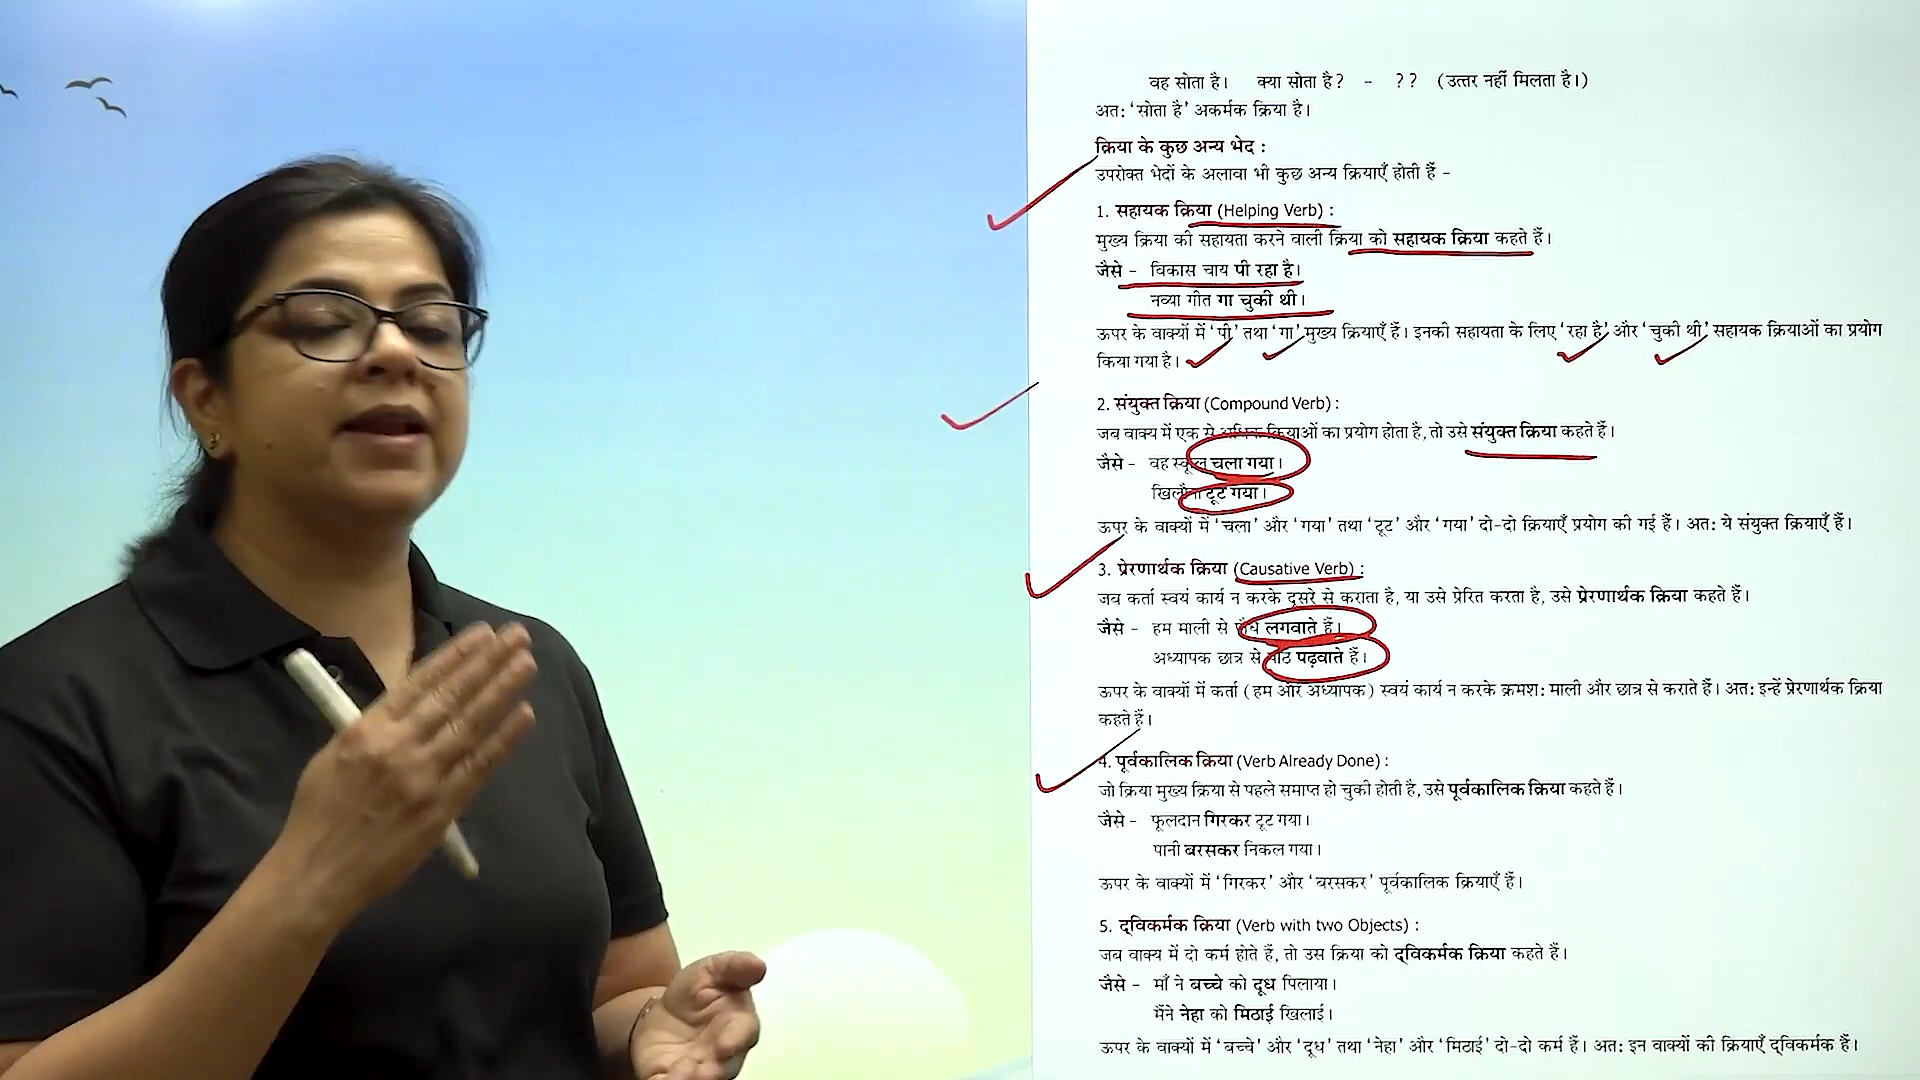 वह सोता है। क्या सोता है? - ?? (उत्तर नहीं मिलता है।)
अत: 'सोता है' अकर्मक क्रिया है।
क्रिया के कुछ अन्य भेद :
उपरोक्त भेदों के अलावा भी कुछ अन्य क्रियाएँ होती हैं -
1. सहायक क्रिया (Helping Verb) :
मुख्य क्रिया की सहायता करने वाली क्रिया को सहायक क्रिया कहते हैं।
जैसे - विकास चाय पी रहा है।
नव्या गीत गा चुकी थी।
ऊपर के वाक्यों में 'पी' तथा 'गा' मुख्य क्रियाएँ हैं। इनकी सहायता के लिए 'रहा है' और 'चुकी थी' सहायक क्रियाओं का प्रयोग
किया गया है।
2. संयुक्त क्रिया (Compound Verb) :
जब वाक्य में एक से अधिक क्रियाओं का प्रयोग होता है, तो उसे संयुक्त क्रिया कहते हैं।
जैसे - वह स्कूल चला गया।
खिलौना टूट गया।
ऊपर के वाक्यों में 'चला' और 'गया' तथा 'टूट' और 'गया' दो-दो क्रियाएँ प्रयोग की गई हैं। अत: ये संयुक्त क्रियाएँ हैं।
3. प्रेरणार्थक क्रिया (Causative Verb) :
जब कर्ता स्वयं कार्य न करके दूसरे से कराता है, या उसे प्रेरित करता है, उसे प्रेरणार्थक क्रिया कहते हैं।
जैसे - हम माली से पौधे लगवाते हैं।
अध्यापक छात्र से पाठ पढ़वाते हैं।
ऊपर के वाक्यों में कर्ता (हम और अध्यापक) स्वयं कार्य न करके क्रमश: माली और छात्र से कराते हैं। अत: इन्हें प्रेरणार्थक क्रिया
कहते हैं।
4. पूर्वकालिक क्रिया (Verb Already Done) :
जो क्रिया मुख्य क्रिया से पहले समाप्त हो चुकी होती है, उसे पूर्वकालिक क्रिया कहते हैं।
जैसे - फूलदान गिरकर टूट गया।
पानी बरसकर निकल गया।
ऊपर के वाक्यों में 'गिरकर' और 'बरसकर' पूर्वकालिक क्रियाएँ हैं।
5. द्विकर्मक क्रिया (Verb with two Objects) :
जब वाक्य में दो कर्म होते हैं, तो उस क्रिया को द्विकर्मक क्रिया कहते हैं।
जैसे - माँ ने बच्चे को दूध पिलाया।
मैंने नेहा को मिठाई खिलाई।
ऊपर के वाक्यों में 'बच्चे' और 'दूध' तथा 'नेहा' और 'मिठाई' दो-दो कर्म हैं। अत: इन वाक्यों की क्रियाएँ द्विकर्मक हैं।